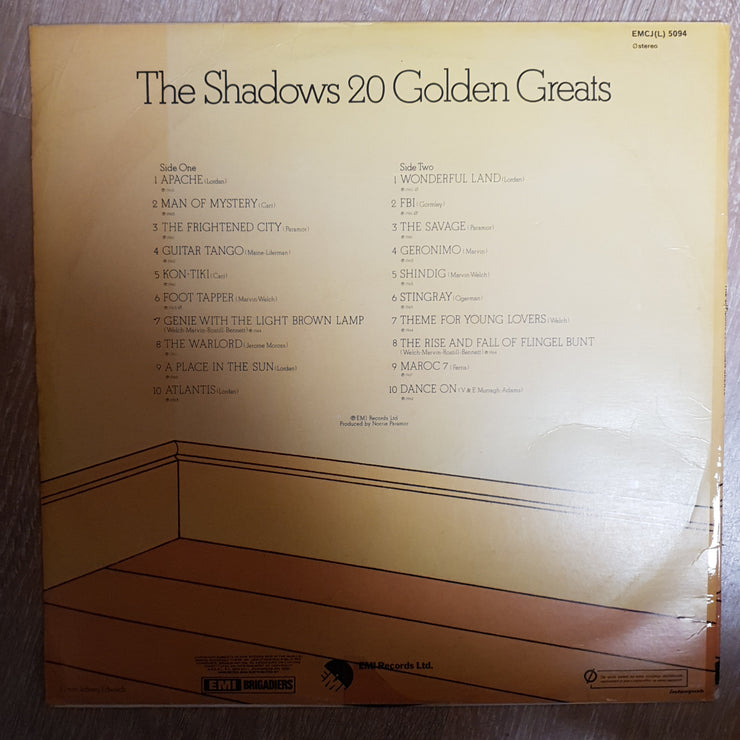 EMCJ(L) 5094
Ø stereo
The Shadows 20 Golden Greats
Side One
1 APACHE (Lordan)
2 MAN OF MYSTERY (Carr)
3 THE FRIGHTENED CITY (Paramor)
4 GUITAR TANGO (Maine-Liferman)
5 KON-TIKI (Carr)
6 FOOT TAPPER (Marvin-Welch)
7 GENIE WITH THE LIGHT BROWN LAMP
(Welch-Marvin-Rostill-Bennett)
8 THE WARLORD (Jerome Moross)
9 A PLACE IN THE SUN (Lordan)
10 ATLANTIS (Lordan)
Side Two
1 WONDERFUL LAND (Lordan)
2 FBI (Gormley)
3 THE SAVAGE (Paramor)
4 GERONIMO (Marvin)
5 SHINDIG (Marvin-Welch)
6 STINGRAY (Ogerman)
7 THEME FOR YOUNG LOVERS (Welch)
8 THE RISE AND FALL OF FLINGEL BUNT
(Welch-Marvin-Rostill-Bennett)
9 MAROC 7 (Ferris)
10 DANCE ON (V & E Murtagh-Adams)
℗ EMI Records Ltd
Produced by Norrie Paramor
EMI BRIGADIERS
EMI Records Ltd.